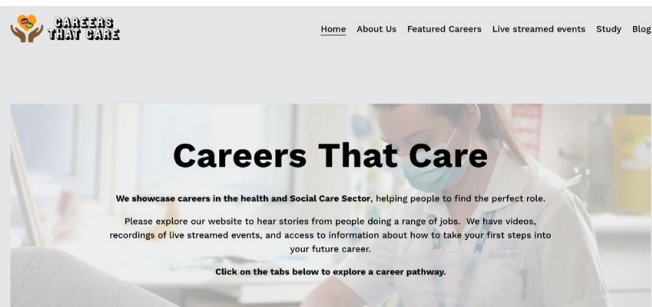 CAREERS
THAT CARE
Home About Us Featured Careers Live streamed events Study Blog
Careers That Care
We showcase careers in the health and Social Care Sector, helping people to find the perfect role.
Please explore our website to hear stories from people doing a range of jobs. We have videos,
recordings of live streamed events, and access to information about how to take your first steps into
your future career.
Click on the tabs below to explore a career pathway.